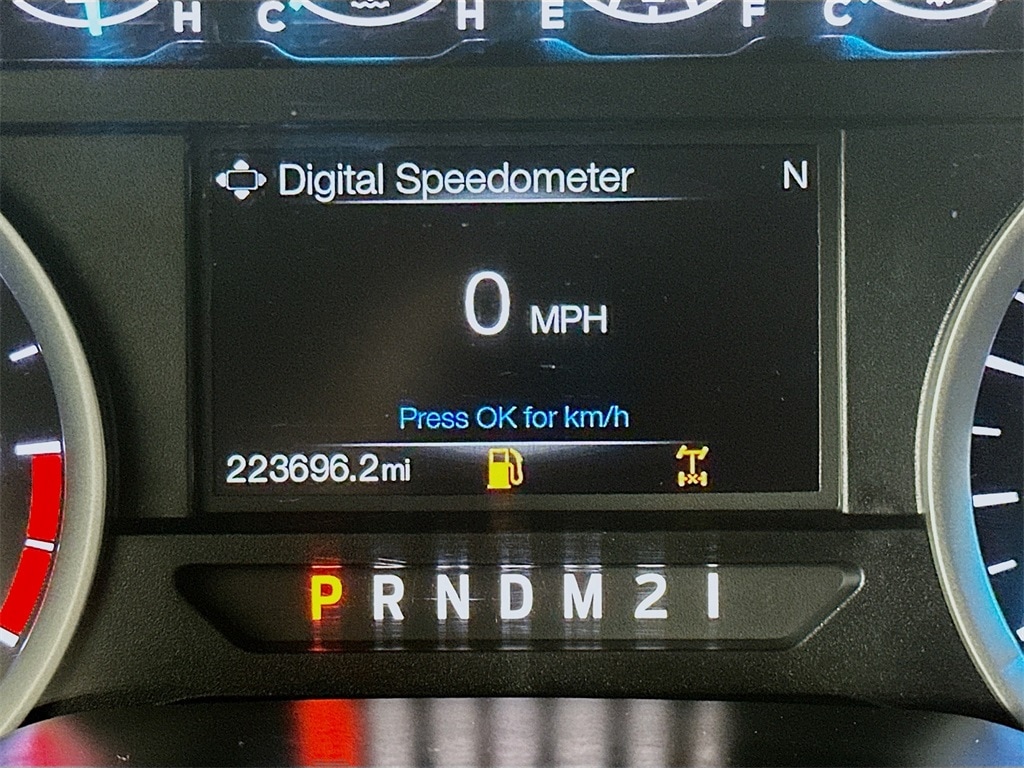 H C H E F C
Digital Speedometer N
0 MPH
Press OK for km/h
223696.2mi
P R N D M 2 1